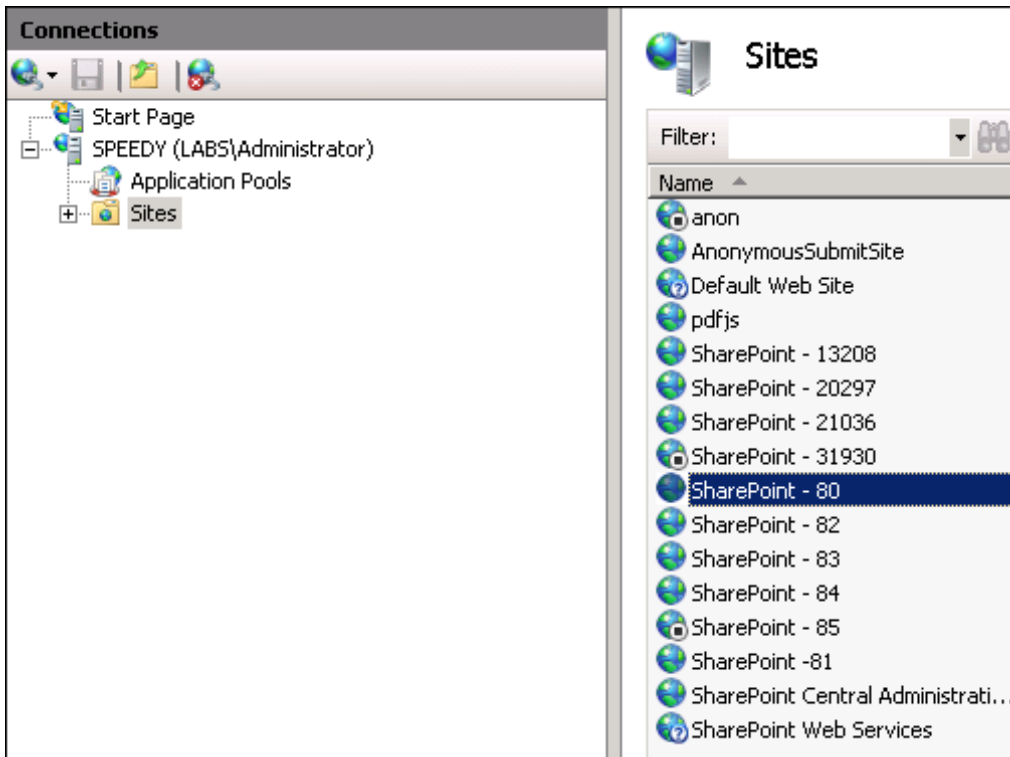 Connections
Start Page
SPEEDY (LABS\Administrator)
Application Pools
Sites
Sites
Filter:
Name
anon
AnonymousSubmitSite
Default Web Site
pdfjs
SharePoint - 13208
SharePoint - 20297
SharePoint - 21036
SharePoint - 31930
SharePoint - 80
SharePoint - 82
SharePoint - 83
SharePoint - 84
SharePoint - 85
SharePoint -81
SharePoint Central Administrati...
SharePoint Web Services